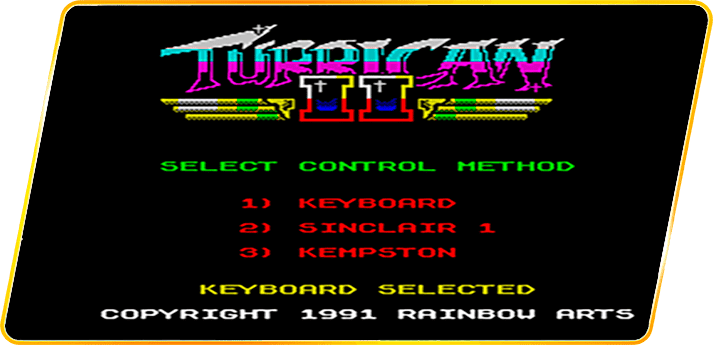 TURRICAN
II
SELECT CONTROL METHOD
1) KEYBOARD
2) SINCLAIR 1
3) KEMPSTON
KEYBOARD SELECTED
COPYRIGHT 1991 RAINBOW ARTS